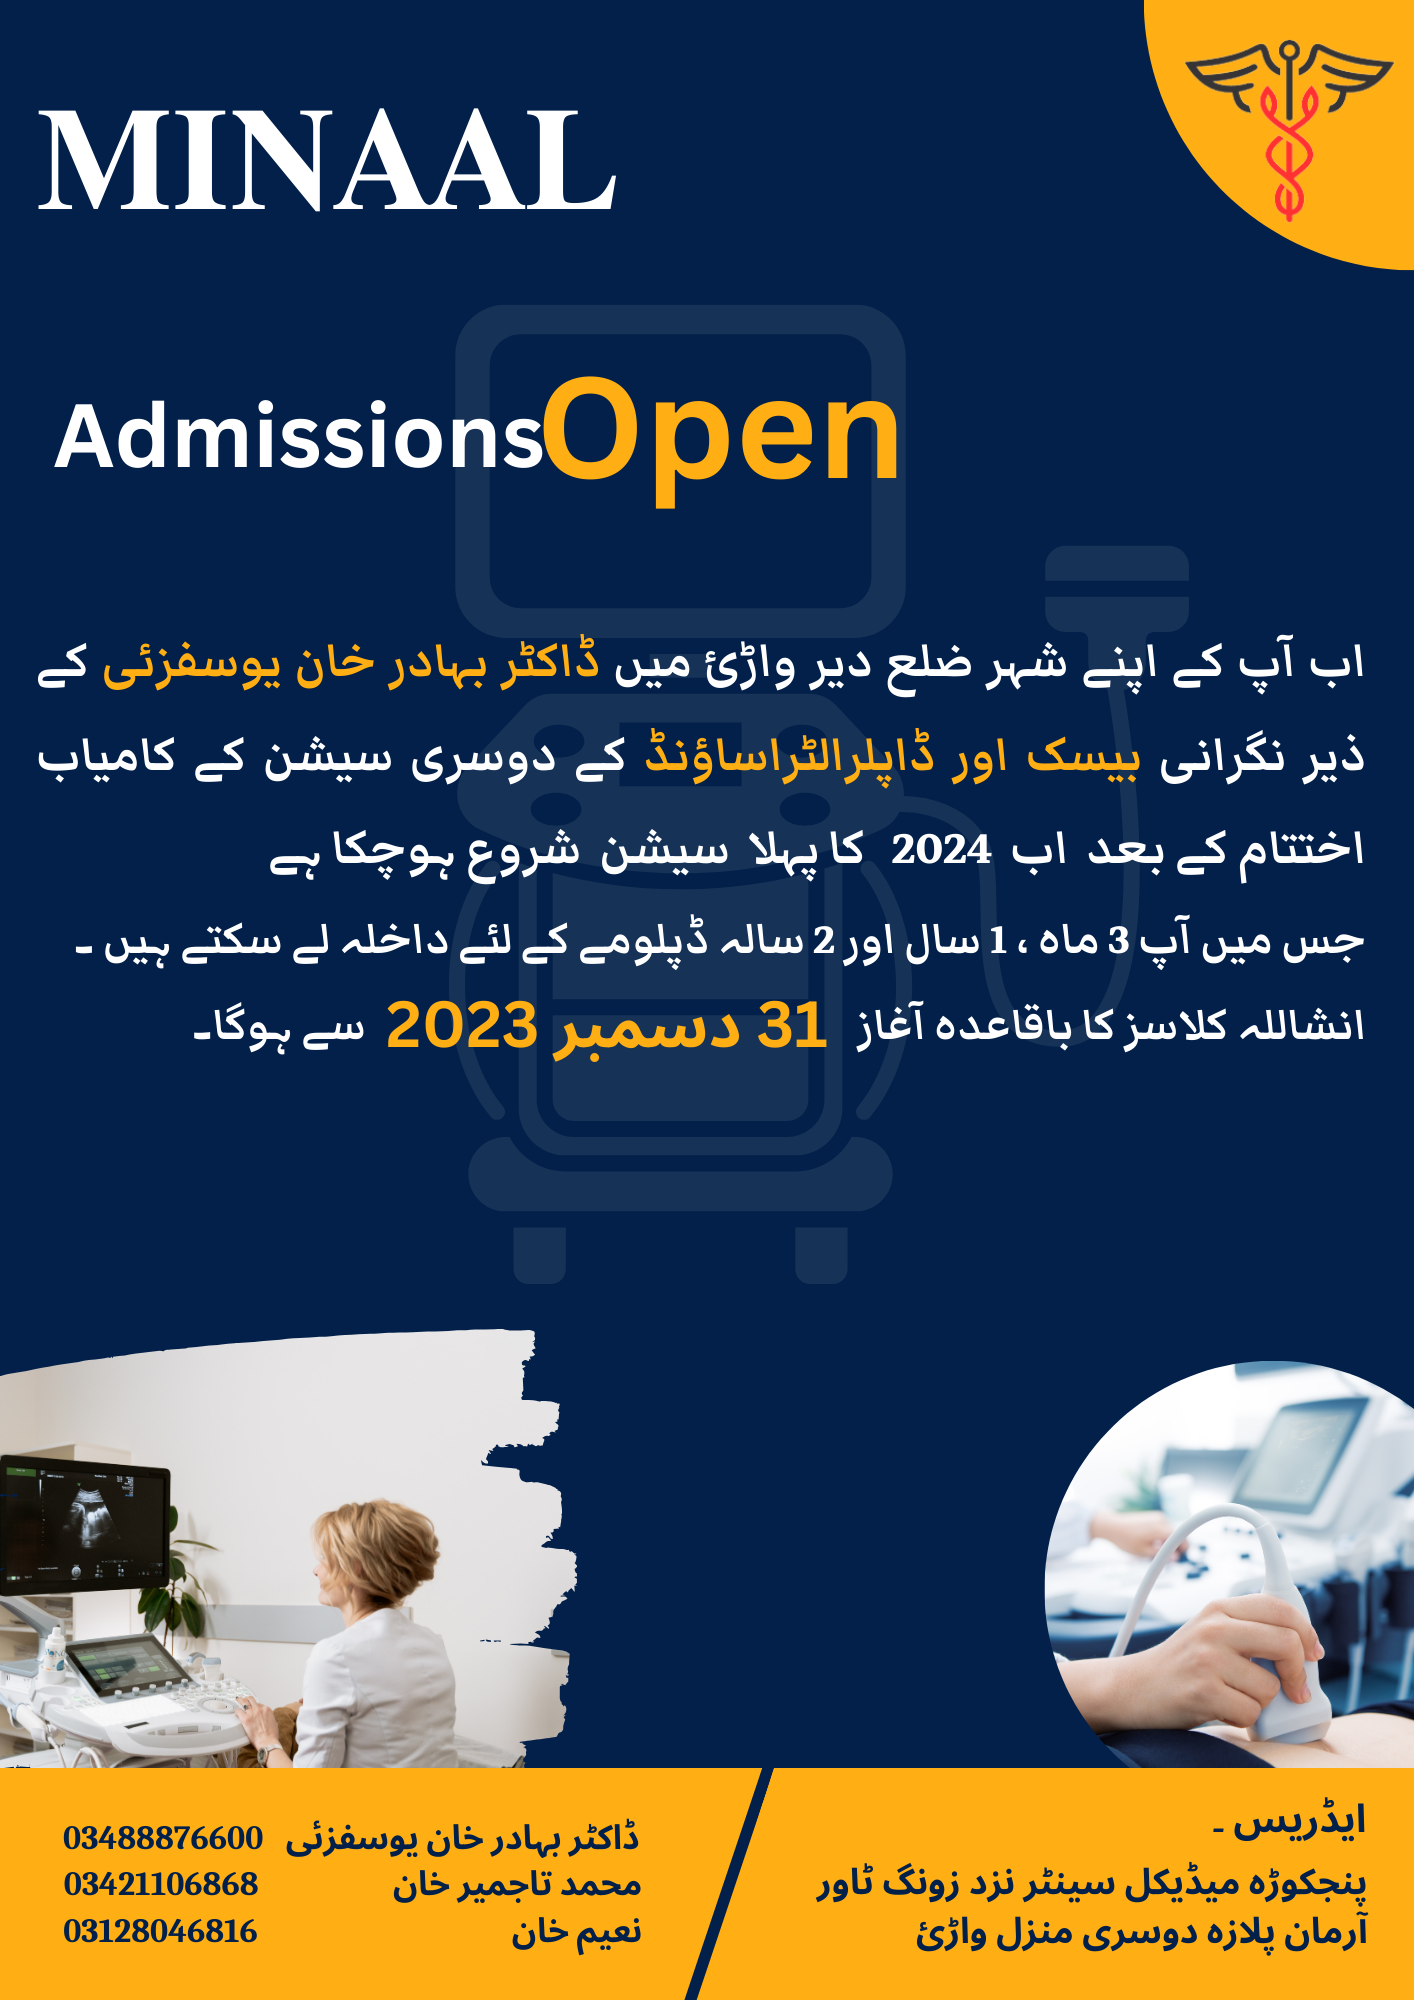 MINAAL
Admissions Open
اب آپ کے اپنے شہر ضلع دیر واڑئ میں ڈاکٹر بہادر خان یوسفزئی کے
ذیر نگرانی بیسک اور ڈاپلرالٹراساؤنڈ کے دوسری سیشن کے کامیاب
اختتام کے بعد اب 2024 کا پہلا سیشن شروع ہوچکا ہے
جس میں آپ 3 ماہ ، 1 سال اور 2 سالہ ڈپلومے کے لئے داخلہ لے سکتے ہیں ۔
انشاللہ کلاسز کا باقاعدہ آغاز 31 دسمبر 2023 سے ہوگا۔
ایڈریس ۔
پنجکوڑہ میڈیکل سینٹر نزد زونگ ٹاور
آرمان پلازہ دوسری منزل واڑئ
ڈاکٹر بہادر خان یوسفزئی 03488876600
محمد تاجمیر خان 03421106868
نعیم خان 03128046816